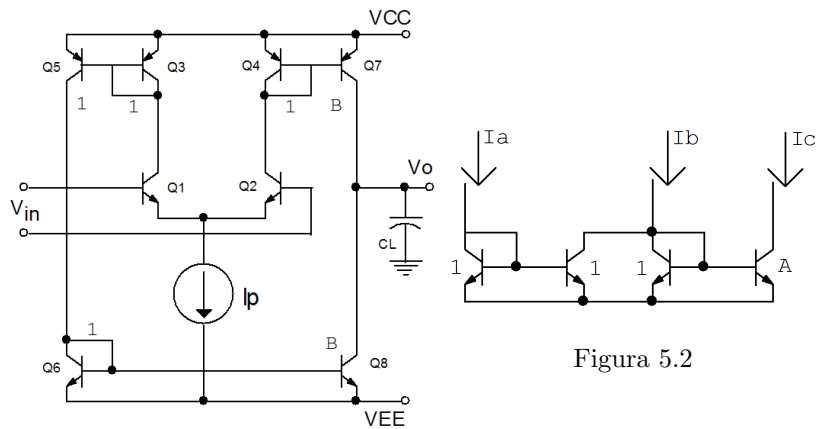 VCC
Q5
Q3
Q4
Q7
1
1
1
B
Ia
Ib
Ic
Vo
Q1
Q2
Vin
CL
Ip
1
1
1
A
1
B
Q6
Q8
Figura 5.2
VEE